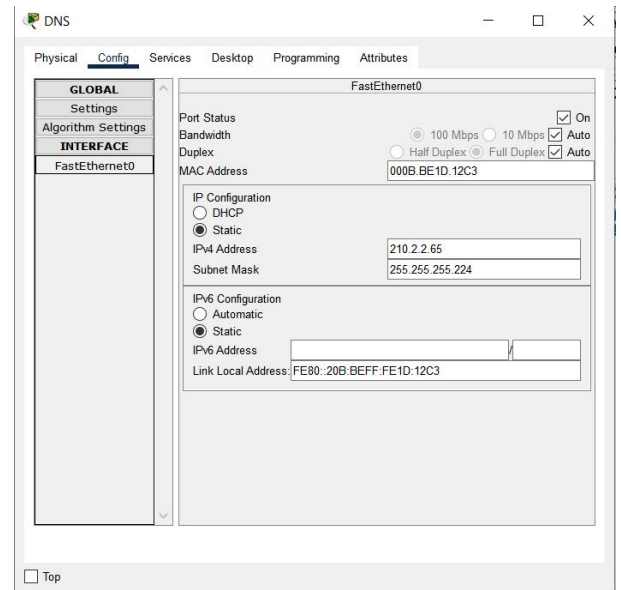 DNS
Physical Config Services Desktop Programming Attributes
GLOBAL
Settings
Algorithm Settings
INTERFACE
FastEthernet0
FastEthernet0
Port Status On
Bandwidth 100 Mbps 10 Mbps Auto
Duplex Half Duplex Full Duplex Auto
MAC Address 000B.BE1D.12C3
IP Configuration
DHCP
Static
IPv4 Address 210.2.2.65
Subnet Mask 255.255.255.224
IPv6 Configuration
Automatic
Static
IPv6 Address /
Link Local Address: FE80::20B:BEFF:FE1D:12C3
Top